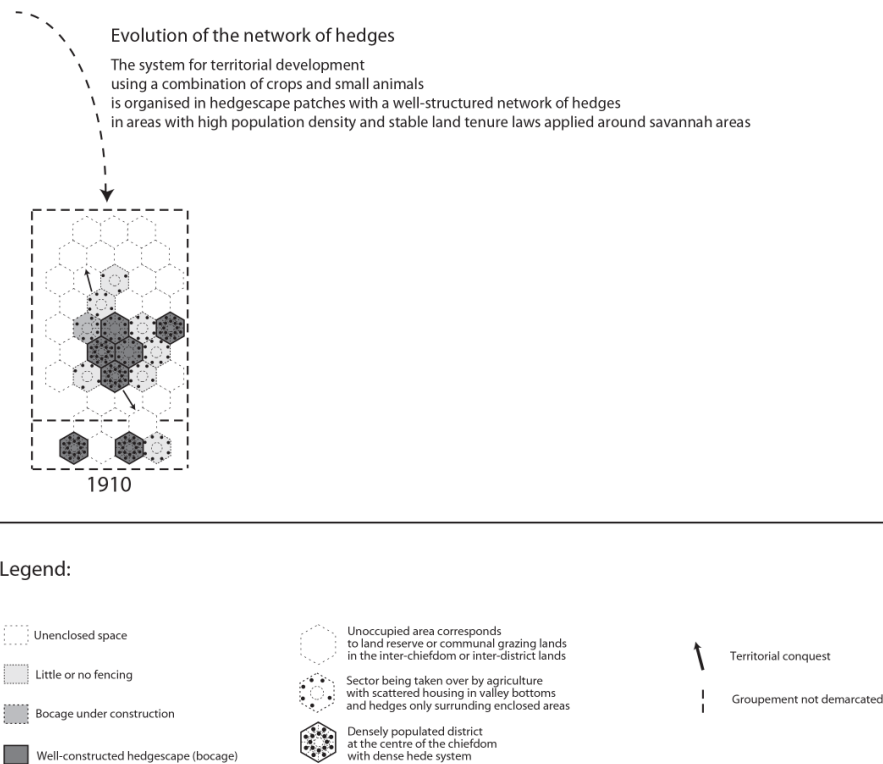 Evolution of the network of hedges
The system for territorial development
using a combination of crops and small animals
is organised in hedgescape patches with a well-structured network of hedges
in areas with high population density and stable land tenure laws applied around savannah areas
1910
Legend:
Unenclosed space
Little or no fencing
Bocage under construction
Well-constructed hedgescape (bocage)
Unoccupied area corresponds
to land reserve or communal grazing lands
in the inter-chiefdom or inter-district lands
Sector being taken over by agriculture
with scattered housing in valley bottoms
and hedges only surrunding enclosed areas
Densely populated district
at the centre of the chiefdom
with dense hede system
Territorial conquest
Groupement not demarcated